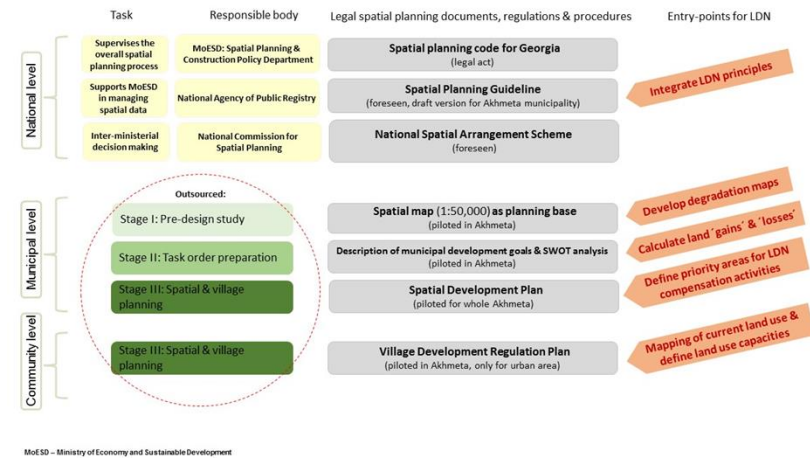 Task
Responsible body
Legal spatial planning documents, regulations & procedures
Entry-points for LDN
National level
Supervises the
overall spatial
planning process
MoESD: Spatial Planning &
Construction Policy Department
Spatial planning code for Georgia
(legal act)
Supports MoESD
in managing
spatial data
National Agency of Public Registry
Spatial Planning Guideline
(foreseen, draft version for Akhmeta municipality)
Integrate LDN principles
Inter-ministerial
decision making
National Commission for
Spatial Planning
National Spatial Arrangement Scheme
(foreseen)
Municipal level
Outsourced:
Stage I: Pre-design study
Spatial map (1:50,000) as planning base
(piloted in Akhmeta)
Develop degradation maps
Stage II: Task order preparation
Description of municipal development goals & SWOT analysis
(piloted in Akhmeta)
Calculate land ´gains´ & ´losses´
Stage III: Spatial & village
planning
Spatial Development Plan
(piloted for whole Akhmeta)
Define priority areas for LDN
compensation activities
Community level
Stage III: Spatial & village
planning
Village Development Regulation Plan
(piloted in Akhmeta, only for urban area)
Mapping of current land use &
define land use capacities
MoESD – Ministry of Economy and Sustainable Development